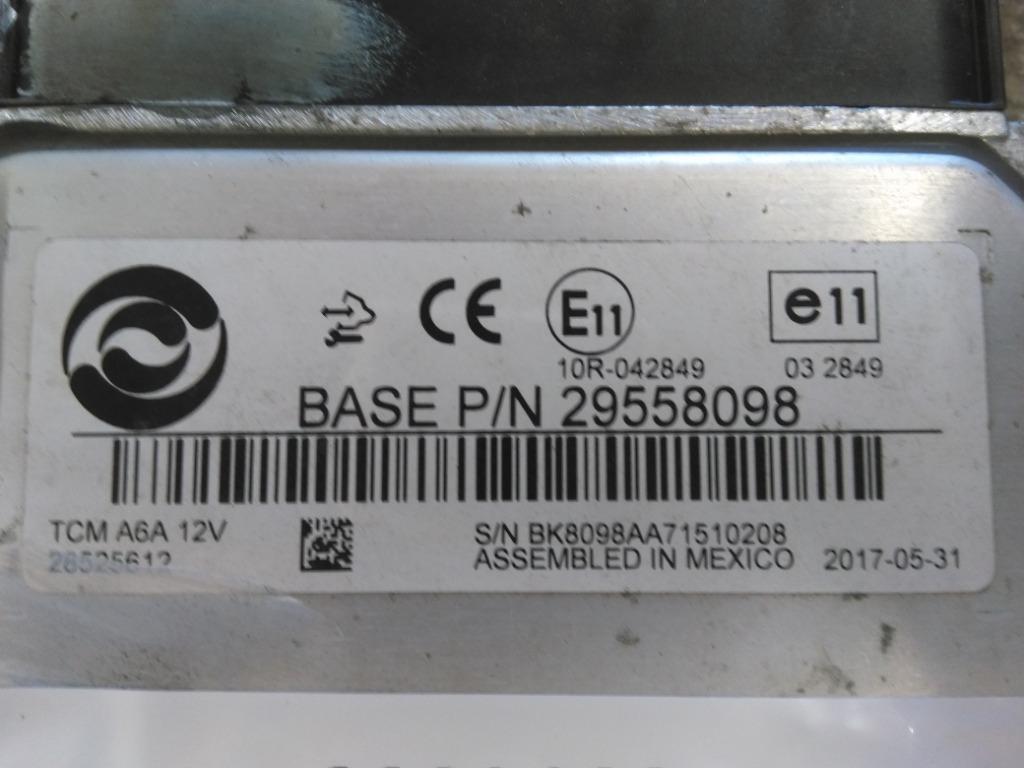 CE E11 e11
10R-042849 03 2849
BASE P/N 29558098
TCM A6A 12V
S/N BK8098AA71510208
28525612
ASSEMBLED IN MEXICO 2017-05-31